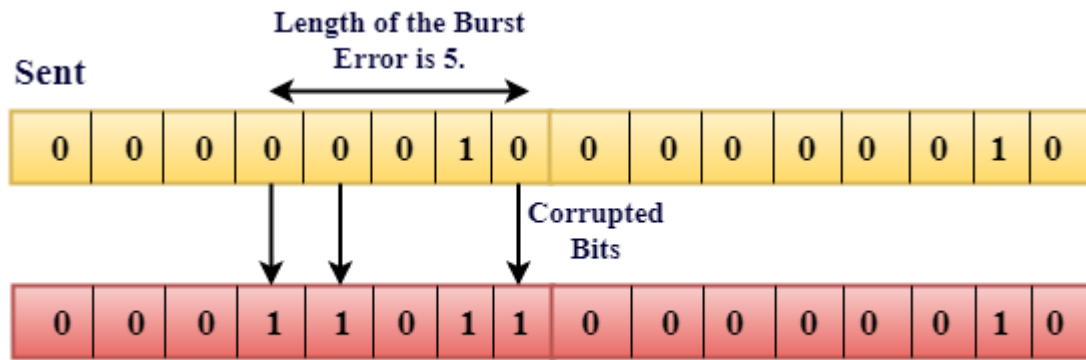 Length of the Burst
Error is 5.
Sent
0 0 0 0 0 0 1 0 0 0 0 0 0 0 1 0
Corrupted
Bits
0 0 0 1 1 0 1 1 0 0 0 0 0 0 1 0